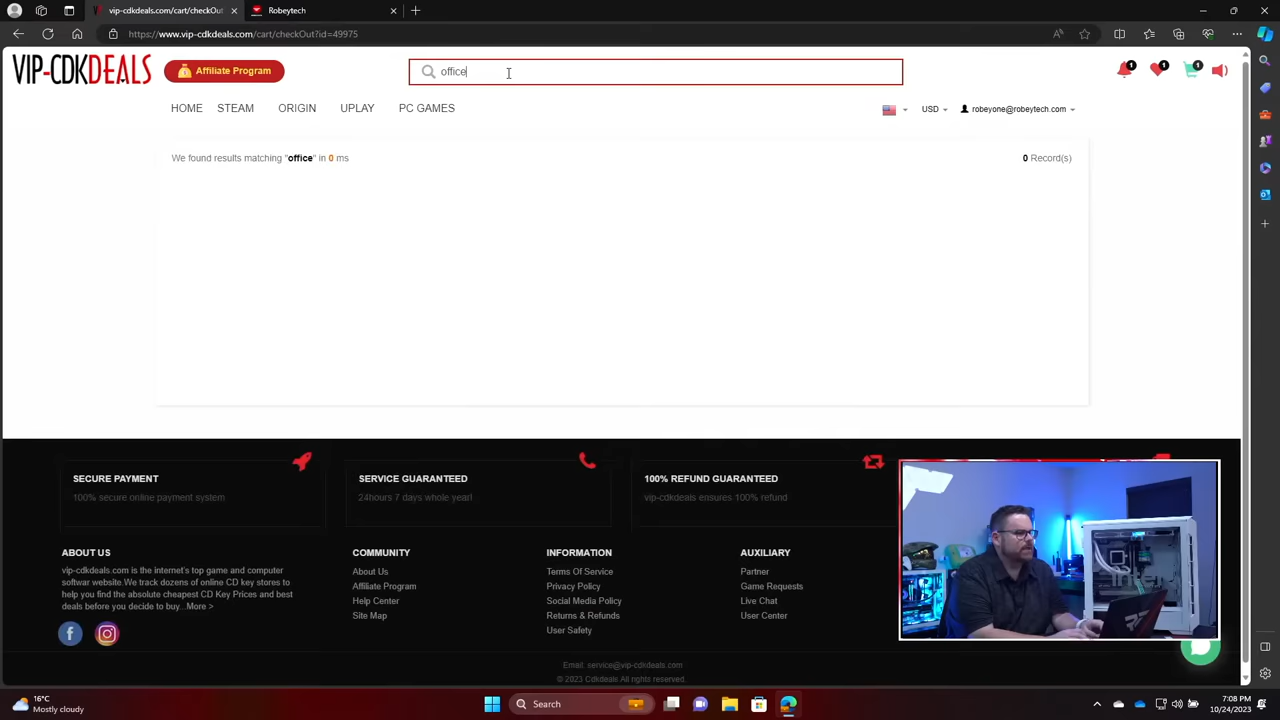 vip-cdkdeals.com/cart/checkOut
Robeytech
https://www.vip-cdkdeals.com/cart/checkOut?id=49975
VIP-CDKDEALS
Affiliate Program
office
1
1
1
HOME STEAM ORIGIN UPLAY PC GAMES
USD
robeyone@robeytech.com
We found results matching "office" in 0 ms
0 Record(s)
SECURE PAYMENT
100% secure online payment system
SERVICE GUARANTEED
24hours 7 days whole year!
100% REFUND GUARANTEED
vip-cdkdeals ensures 100% refund
ABOUT US
vip-cdkdeals.com is the internet's top game and computer
softwar website.We track dozens of online CD key stores to
help you find the absolute cheapest CD Key Prices and best
deals before you decide to buy...More >
COMMUNITY
About Us
Affiliate Program
Help Center
Site Map
INFORMATION
Terms Of Service
Privacy Policy
Social Media Policy
Returns & Refunds
User Safety
AUXILIARY
Partner
Game Requests
Live Chat
User Center
Email: service@vip-cdkdeals.com
© 2023 Cdkdeals All rights reserved.
16°C
Mostly cloudy
Search
7:08 PM
10/24/2023